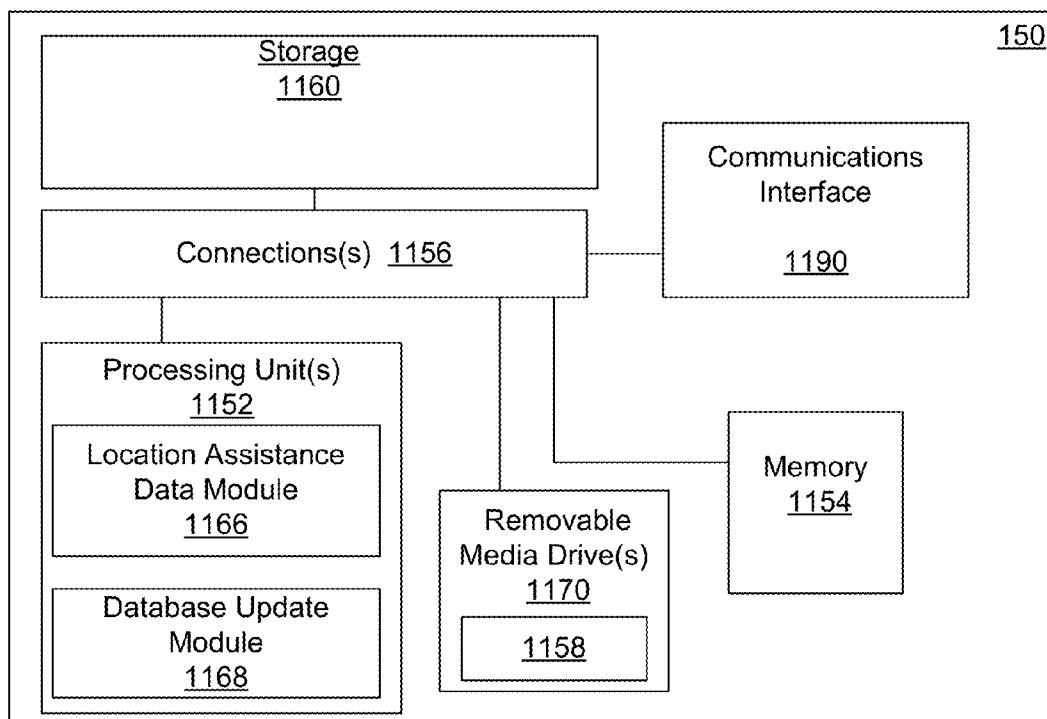 150
Storage
1160
Communications
Interface
1190
Connections(s) 1156
Processing Unit(s)
1152
Location Assistance
Data Module
1166
Database Update
Module
1168
Removable
Media Drive(s)
1170
1158
Memory
1154